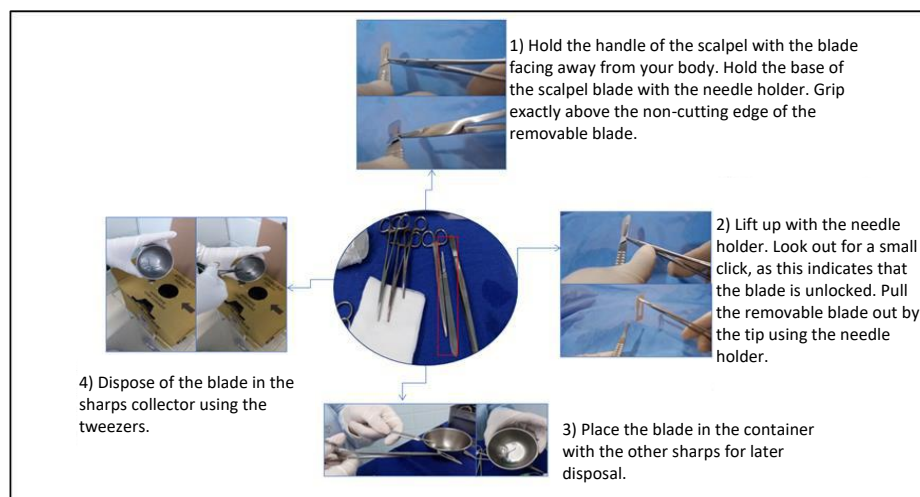 1) Hold the handle of the scalpel with the blade
facing away from your body. Hold the base of
the scalpel blade with the needle holder. Grip
exactly above the non-cutting edge of the
removable blade.
2) Lift up with the needle
holder. Look out for a small
click, as this indicates that
the blade is unlocked. Pull
the removable blade out by
the tip using the needle
holder.
3) Place the blade in the container
with the other sharps for later
disposal.
4) Dispose of the blade in the
sharps collector using the
tweezers.